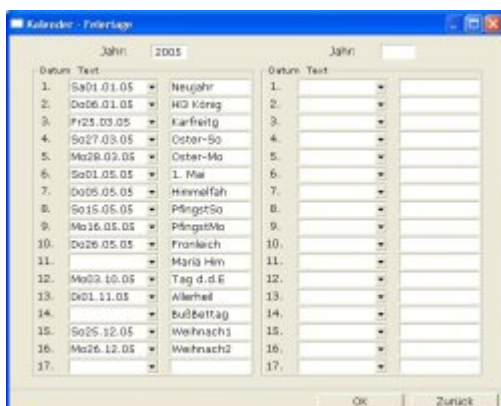 Kalender - Feiertage
Jahr: 2005 Jahr:
Datum Text Datum Text
1. Sa01.01.05 Neujahr 1.
2. Do06.01.05 Hl3 König 2.
3. Fr25.03.05 Karfreitg 3.
4. So27.03.05 Oster-So 4.
5. Mo28.03.05 Oster-Mo 5.
6. So01.05.05 1. Mai 6.
7. Do05.05.05 Himmelfah 7.
8. So15.05.05 PfingstSo 8.
9. Mo16.05.05 PfingstMo 9.
10. Do26.05.05 Fronleich 10.
11. Maria Him 11.
12. Mo03.10.05 Tag d.d.E 12.
13. Di01.11.05 Allerheil 13.
14. BußBettag 14.
15. So25.12.05 Weihnach1 15.
16. Mo26.12.05 Weihnach2 16.
17. 17.
OK Zurück